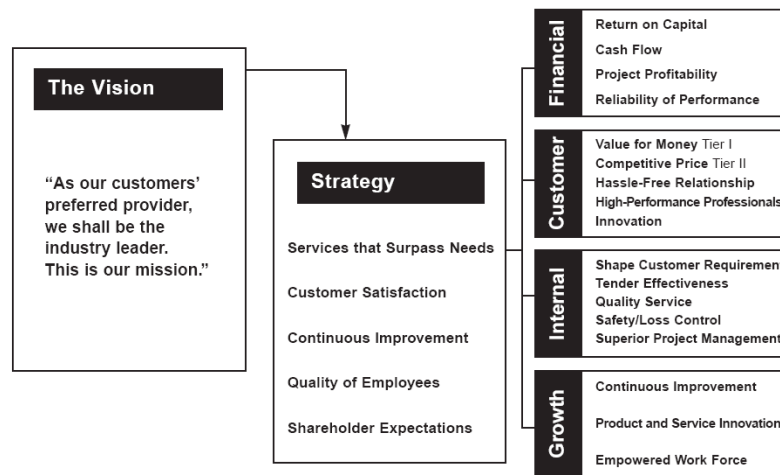 The Vision
“As our customers’
preferred provider,
we shall be the
industry leader.
This is our mission.”
Strategy
Services that Surpass Needs
Customer Satisfaction
Continuous Improvement
Quality of Employees
Shareholder Expectations
Financial
Return on Capital
Cash Flow
Project Profitability
Reliability of Performance
Customer
Value for Money Tier I
Competitive Price Tier II
Hassle-Free Relationship
High-Performance Professionals
Innovation
Internal
Shape Customer Requirement
Tender Effectiveness
Quality Service
Safety/Loss Control
Superior Project Management
Growth
Continuous Improvement
Product and Service Innovation
Empowered Work Force